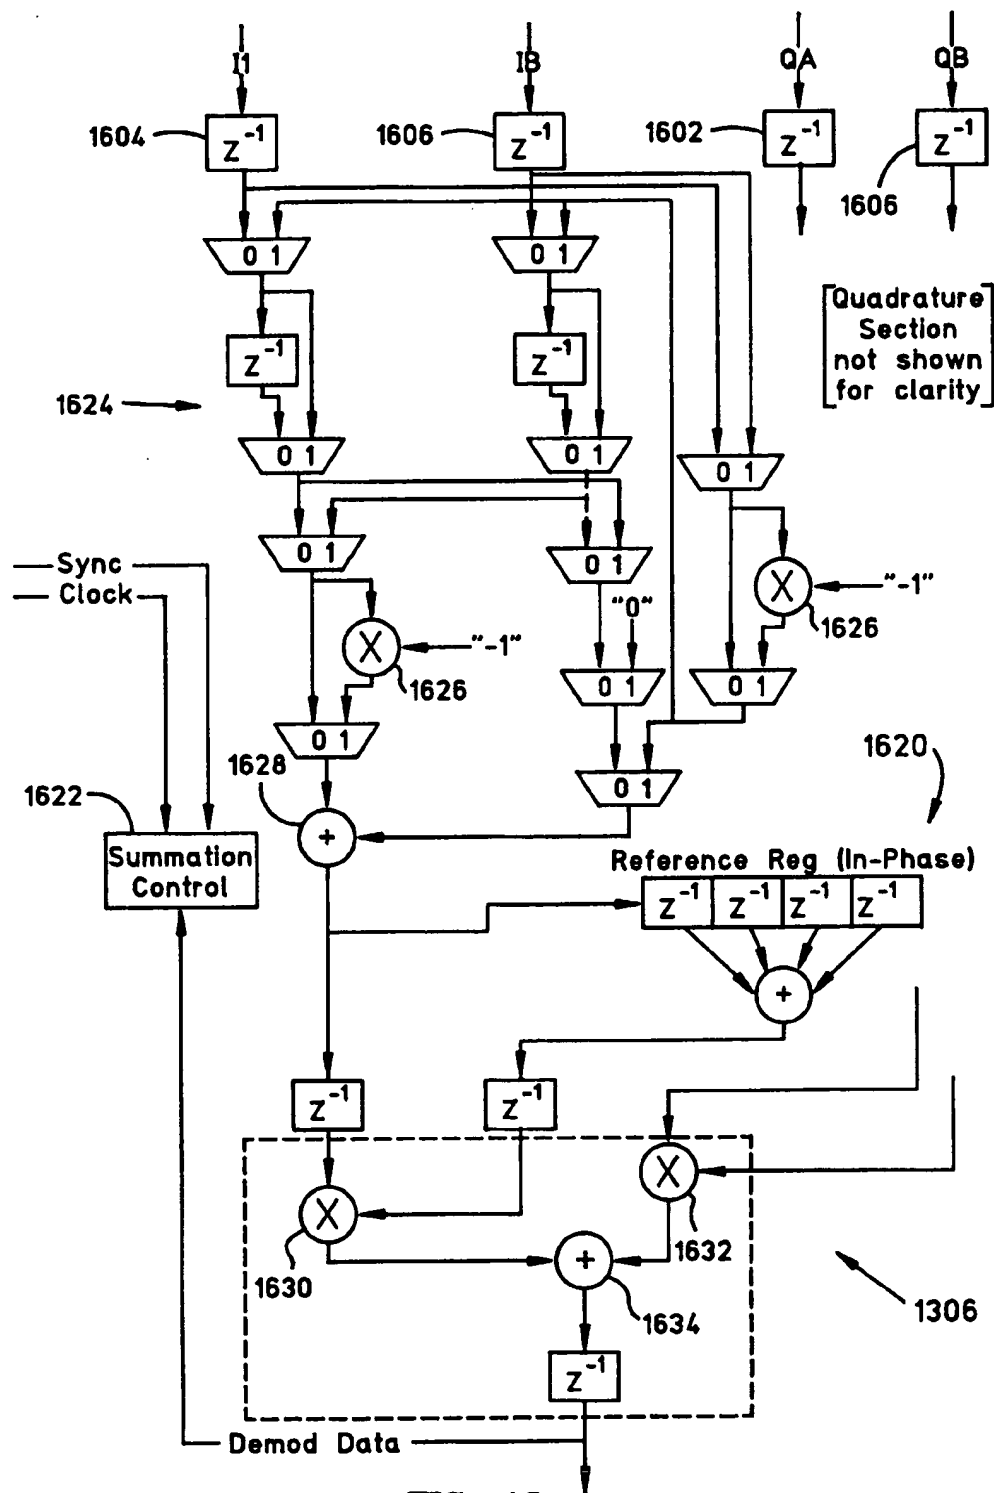 I1 IB QA QB
1604 Z⁻¹ 1606 Z⁻¹ 1602 Z⁻¹ Z⁻¹
1606
0 1 0 1
[Quadrature
Section
not shown
for clarity]
Z⁻¹ Z⁻¹
1624
0 1 0 1 0 1
0 1 0 1
Sync
Clock
"0"
X "-1"
1626
X "-1"
1626
0 1 0 1
0 1
1620
1628
0 1
1622
+
Summation
Control
Reference Reg (In-Phase)
Z⁻¹ Z⁻¹ Z⁻¹ Z⁻¹
+
Z⁻¹ Z⁻¹
X
X
1632
1630
+
1634
1306
Z⁻¹
Demod Data